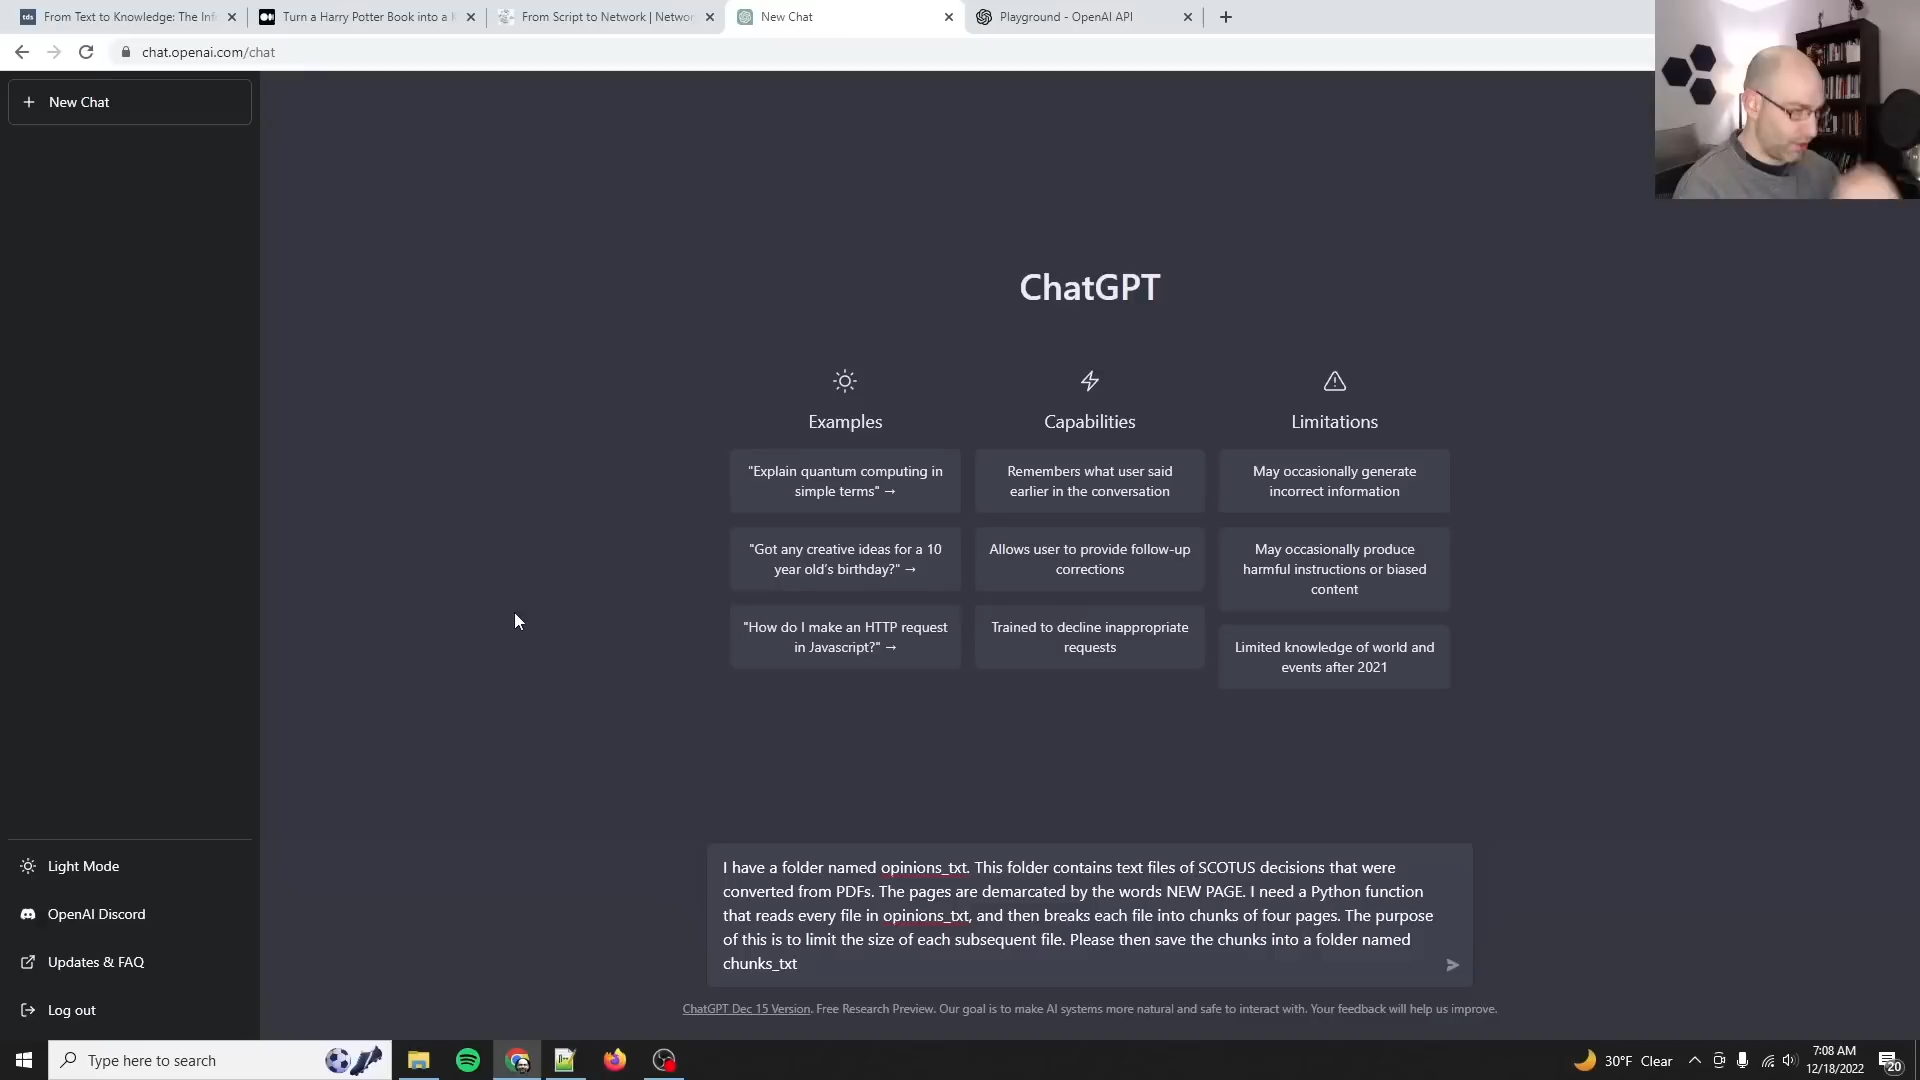 From Text to Knowledge: The Inf
Turn a Harry Potter Book into a K
From Script to Network | Networ
New Chat
Playground - OpenAI API
chat.openai.com/chat
New Chat
ChatGPT
Examples
Capabilities
Limitations
"Explain quantum computing in
simple terms" →
Remembers what user said
earlier in the conversation
May occasionally generate
incorrect information
"Got any creative ideas for a 10
year old's birthday?" →
Allows user to provide follow-up
corrections
May occasionally produce
harmful instructions or biased
content
"How do I make an HTTP request
in Javascript?" →
Trained to decline inappropriate
requests
Limited knowledge of world and
events after 2021
Light Mode
OpenAI Discord
Updates & FAQ
Log out
I have a folder named opinions_txt. This folder contains text files of SCOTUS decisions that were
converted from PDFs. The pages are demarcated by the words NEW PAGE. I need a Python function
that reads every file in opinions_txt, and then breaks each file into chunks of four pages. The purpose
of this is to limit the size of each subsequent file. Please then save the chunks into a folder named
chunks_txt
ChatGPT Dec 15 Version. Free Research Preview. Our goal is to make AI systems more natural and safe to interact with. Your feedback will help us improve.
Type here to search
30°F Clear
7:08 AM
12/18/2022
20